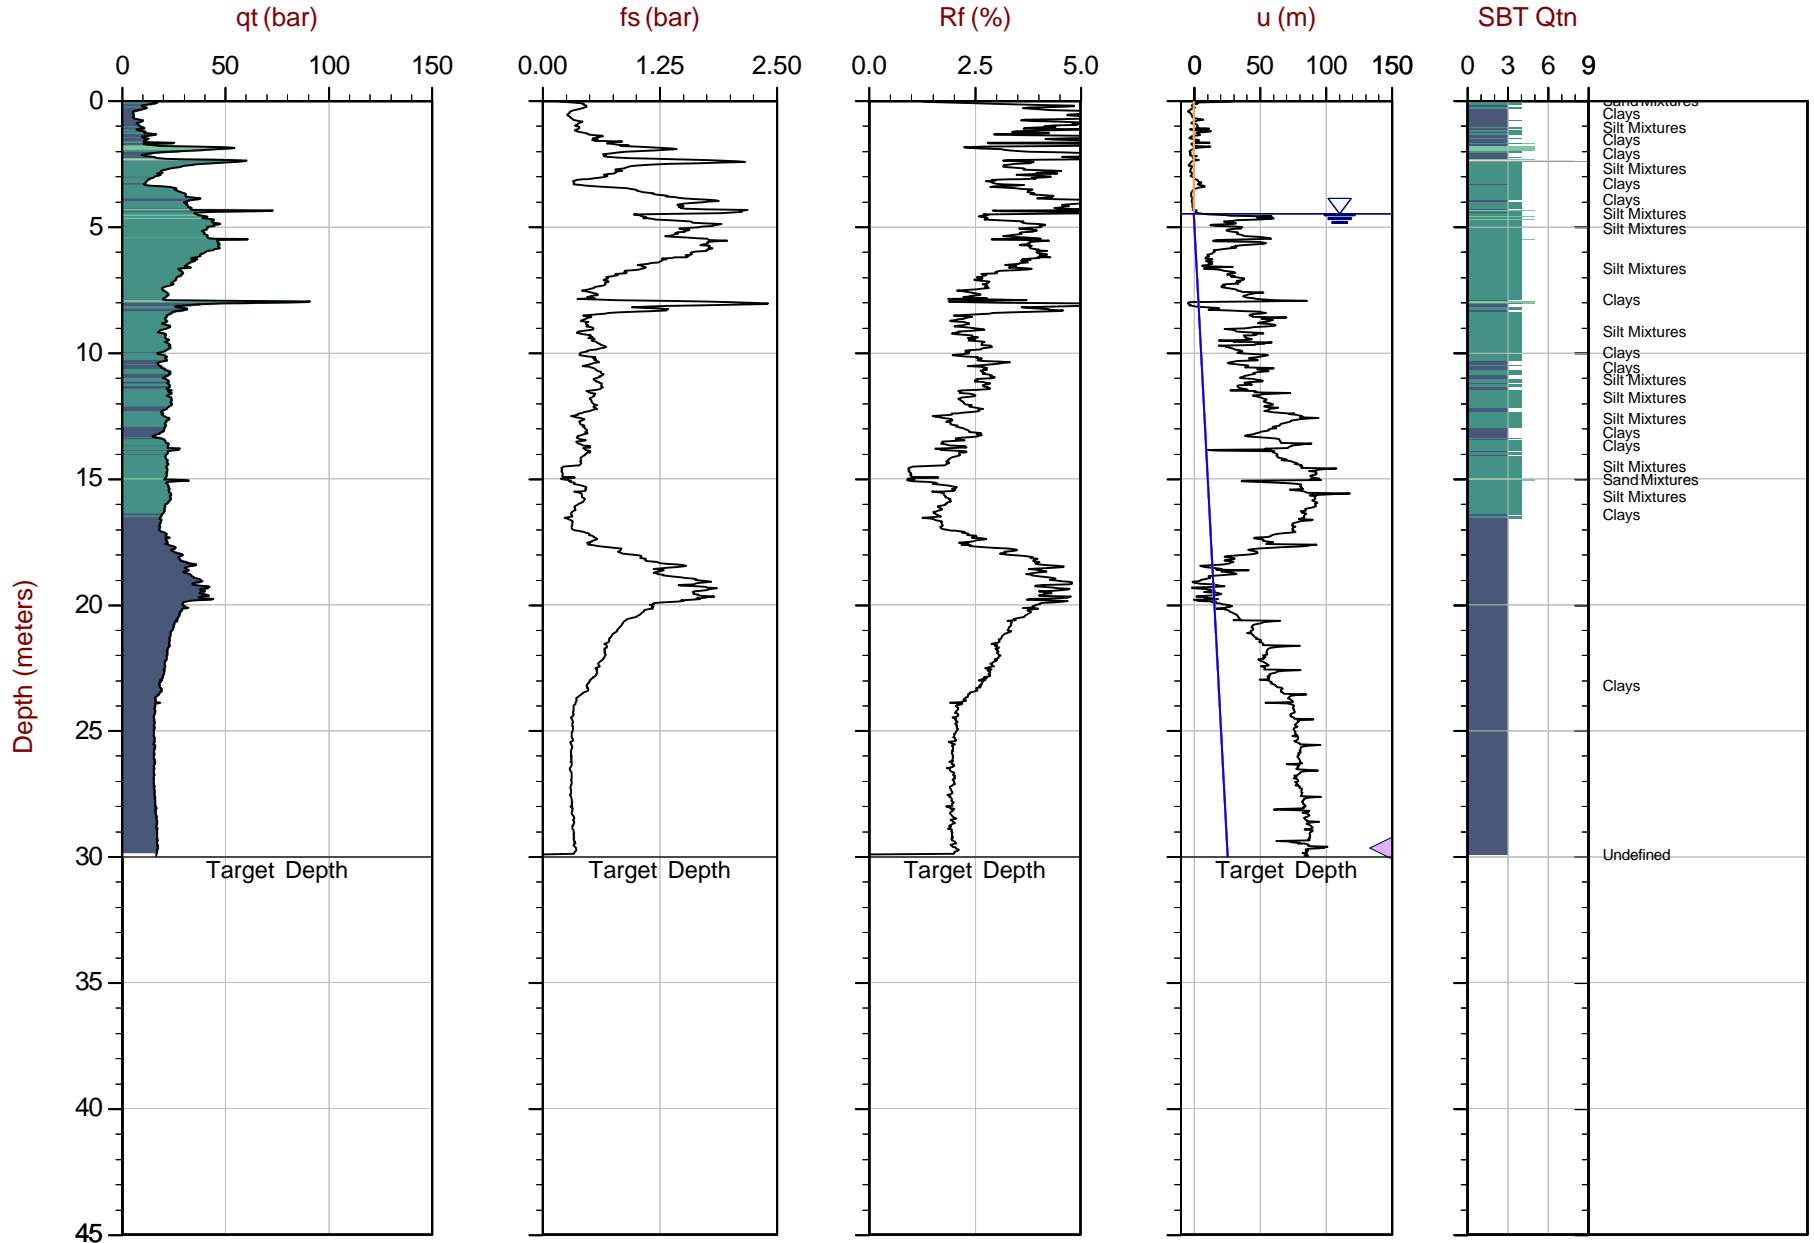 qt (bar) fs (bar) Rf (%) u (m) SBT Qtn
0 50 100 150 0.00 1.25 2.50 0.0 2.5 5.0 0 50 100 150 0 3 6 9
0
Sand Mixtures
Clays
Silt Mixtures
Clays
Clays
Silt Mixtures
Clays
Clays
Silt Mixtures
5
Silt Mixtures
Silt Mixtures
Clays
Silt Mixtures
10
Clays
Clays
Silt Mixtures
Silt Mixtures
Silt Mixtures
Clays
Clays
Silt Mixtures
15
Sand Mixtures
Silt Mixtures
Clays
20
Clays
25
Depth (meters)
30
Undefined
Target Depth Target Depth Target Depth Target Depth
35
40
45